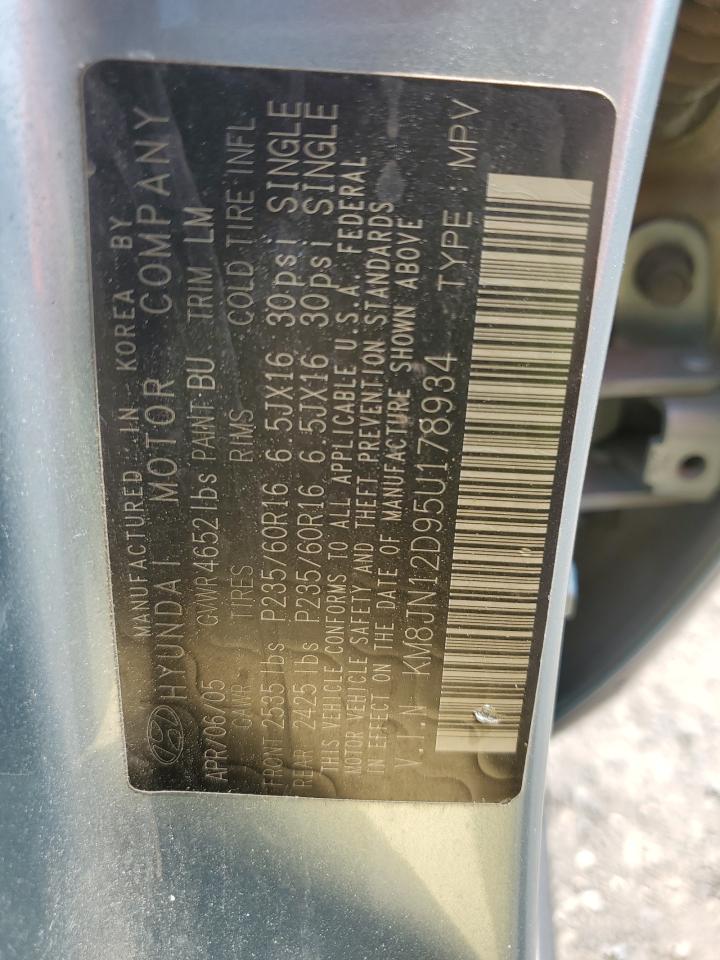 MANUFACTURED IN KOREA BY
HYUNDAI MOTOR COMPANY
APR/06/05 GVWR 4652 lbs PAINT BU TRIM LM
GAWR TIRES RIMS COLD TIRE INFL
FRONT 2535 lbs P235/60R16 6.5JX16 30psi SINGLE
REAR 2425 lbs P235/60R16 6.5JX16 30psi SINGLE
THIS VEHICLE CONFORMS TO ALL APPLICABLE U.S.A. FEDERAL
MOTOR VEHICLE SAFETY AND THEFT PREVENTION STANDARDS
IN EFFECT ON THE DATE OF MANUFACTURE SHOWN ABOVE
V.I.N KM8JN12D95U178934 TYPE : MPV